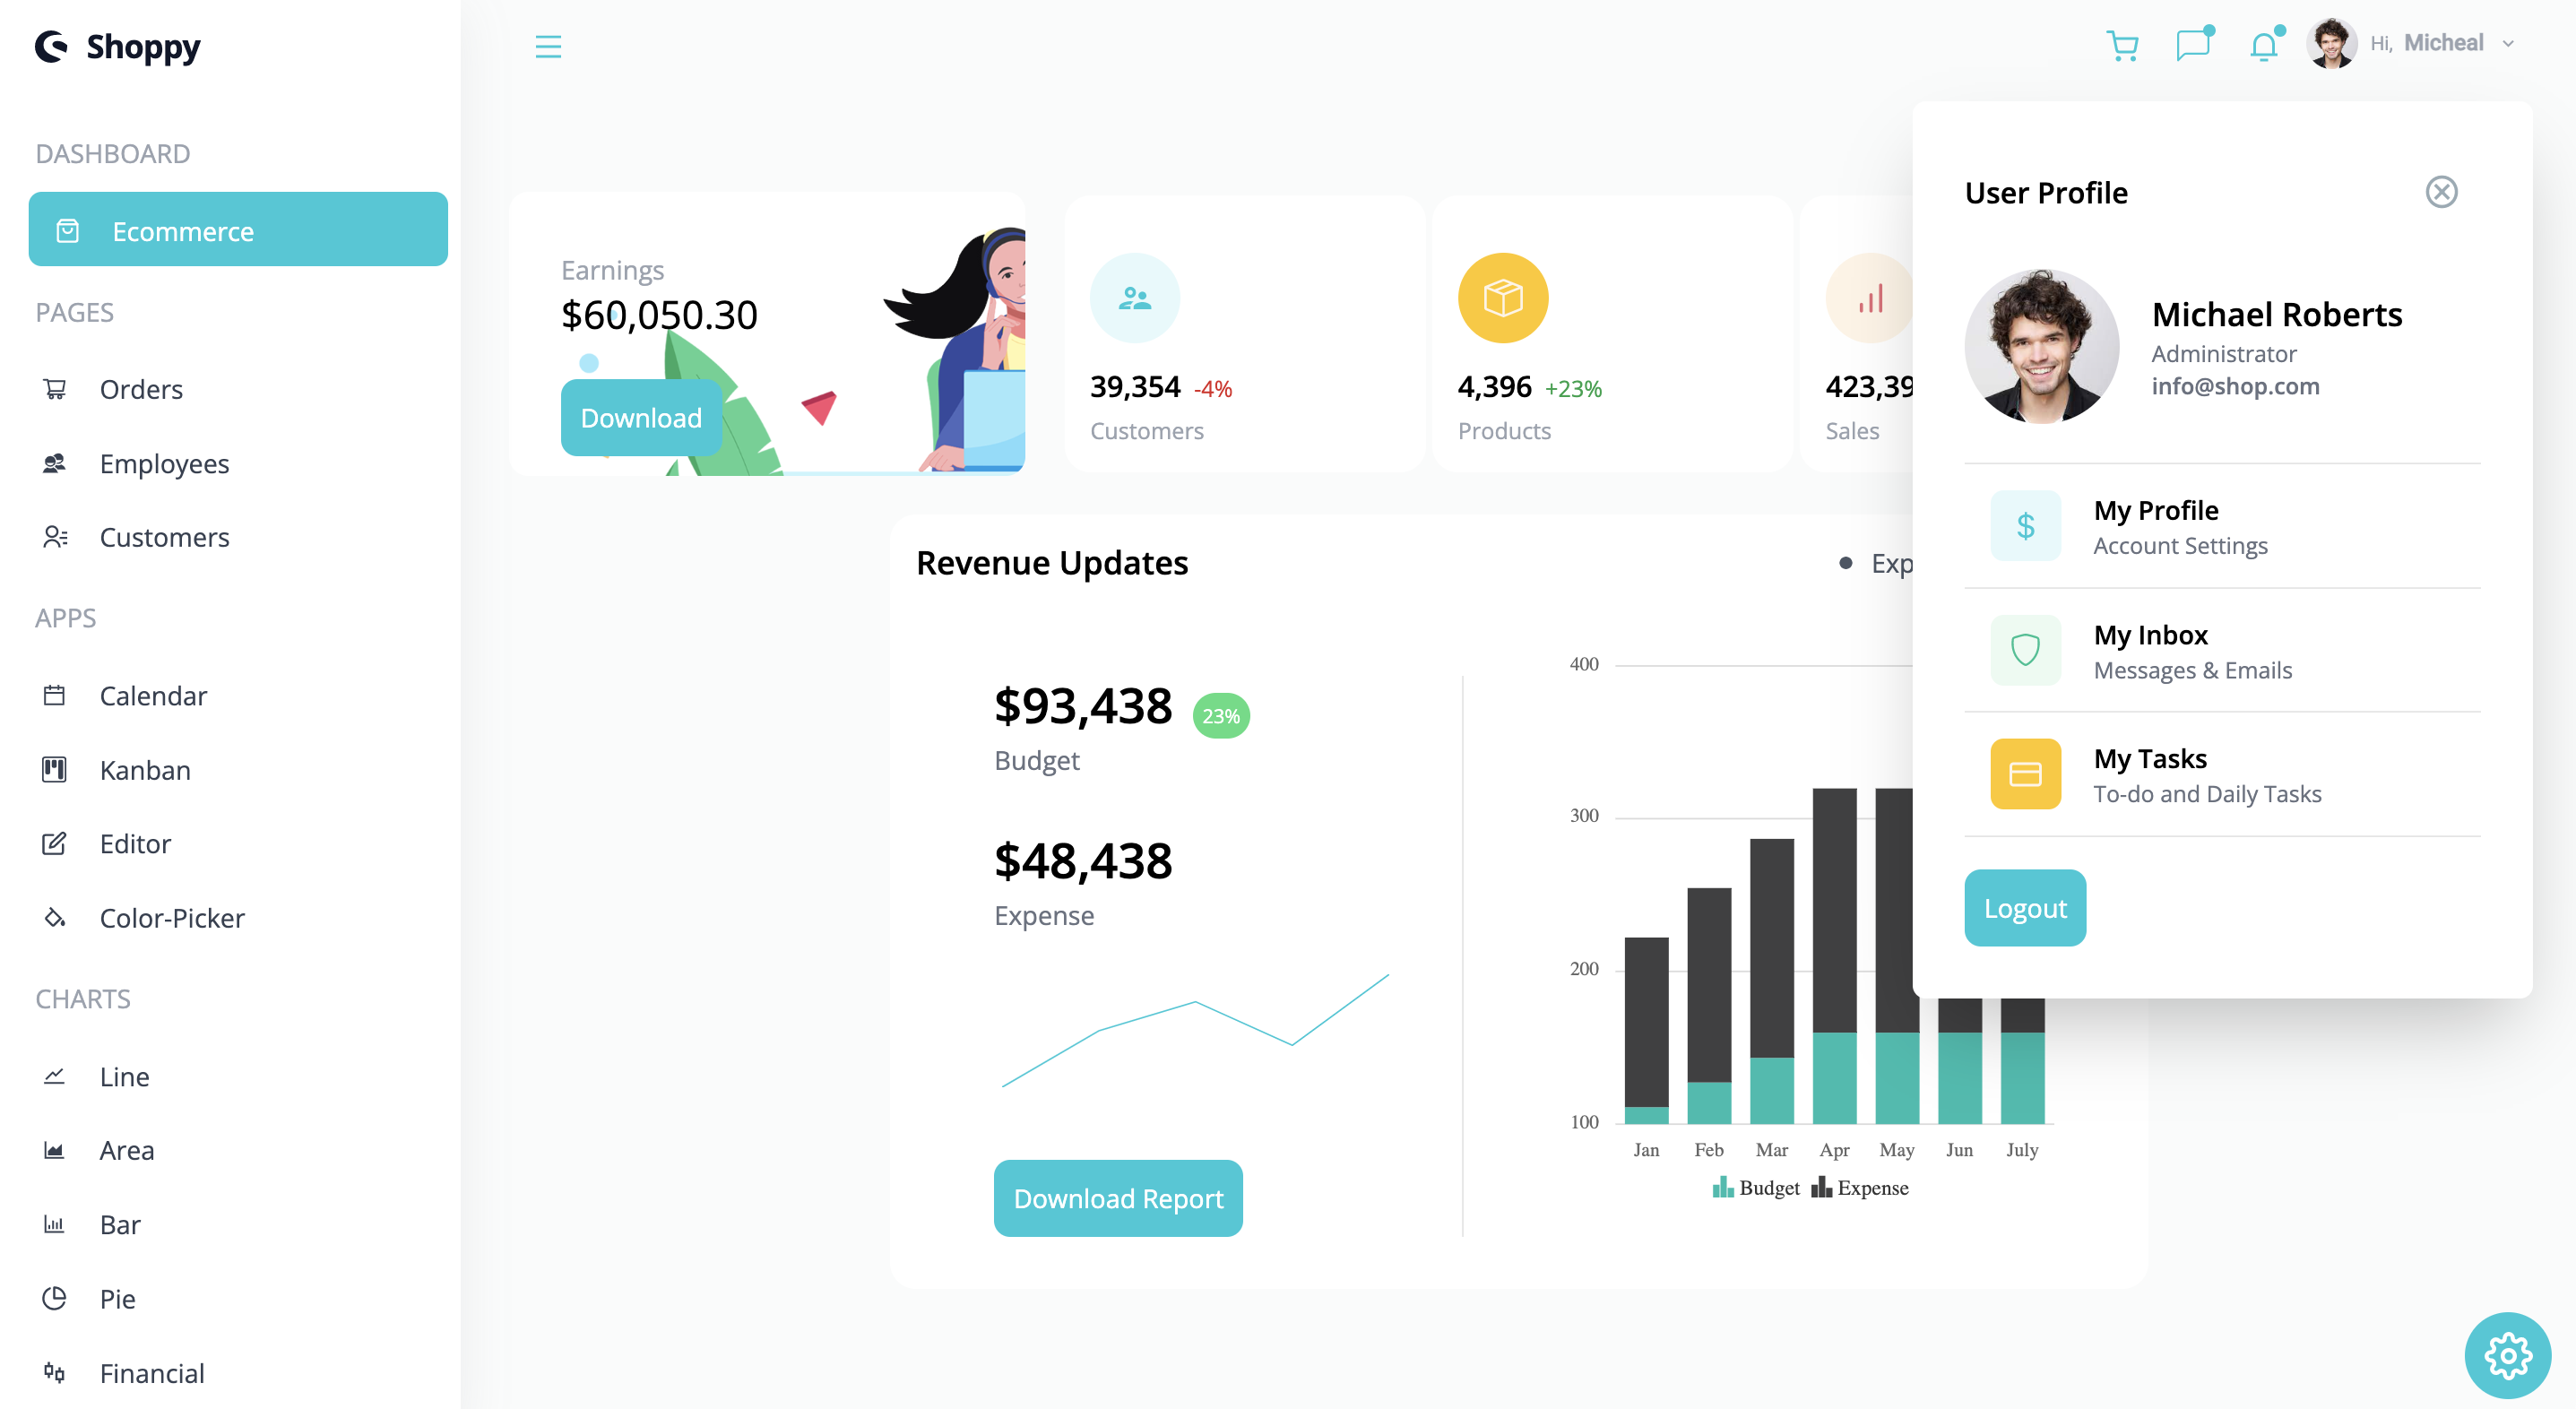 Shoppy
DASHBOARD
Ecommerce
PAGES
Orders
Employees
Customers
APPS
Calendar
Kanban
Editor
Color-Picker
CHARTS
Line
Area
Bar
Pie
Financial
Hi, Micheal
Earnings
$60,050.30
Download
39,354 -4%
Customers
4,396 +23%
Products
423,39
Sales
Revenue Updates
Exp
$93,438 23%
Budget
$48,438
Expense
Download Report
400
300
200
100
Jan Feb Mar Apr May Jun July
Budget Expense
User Profile
Michael Roberts
Administrator
info@shop.com
My Profile
Account Settings
My Inbox
Messages & Emails
My Tasks
To-do and Daily Tasks
Logout